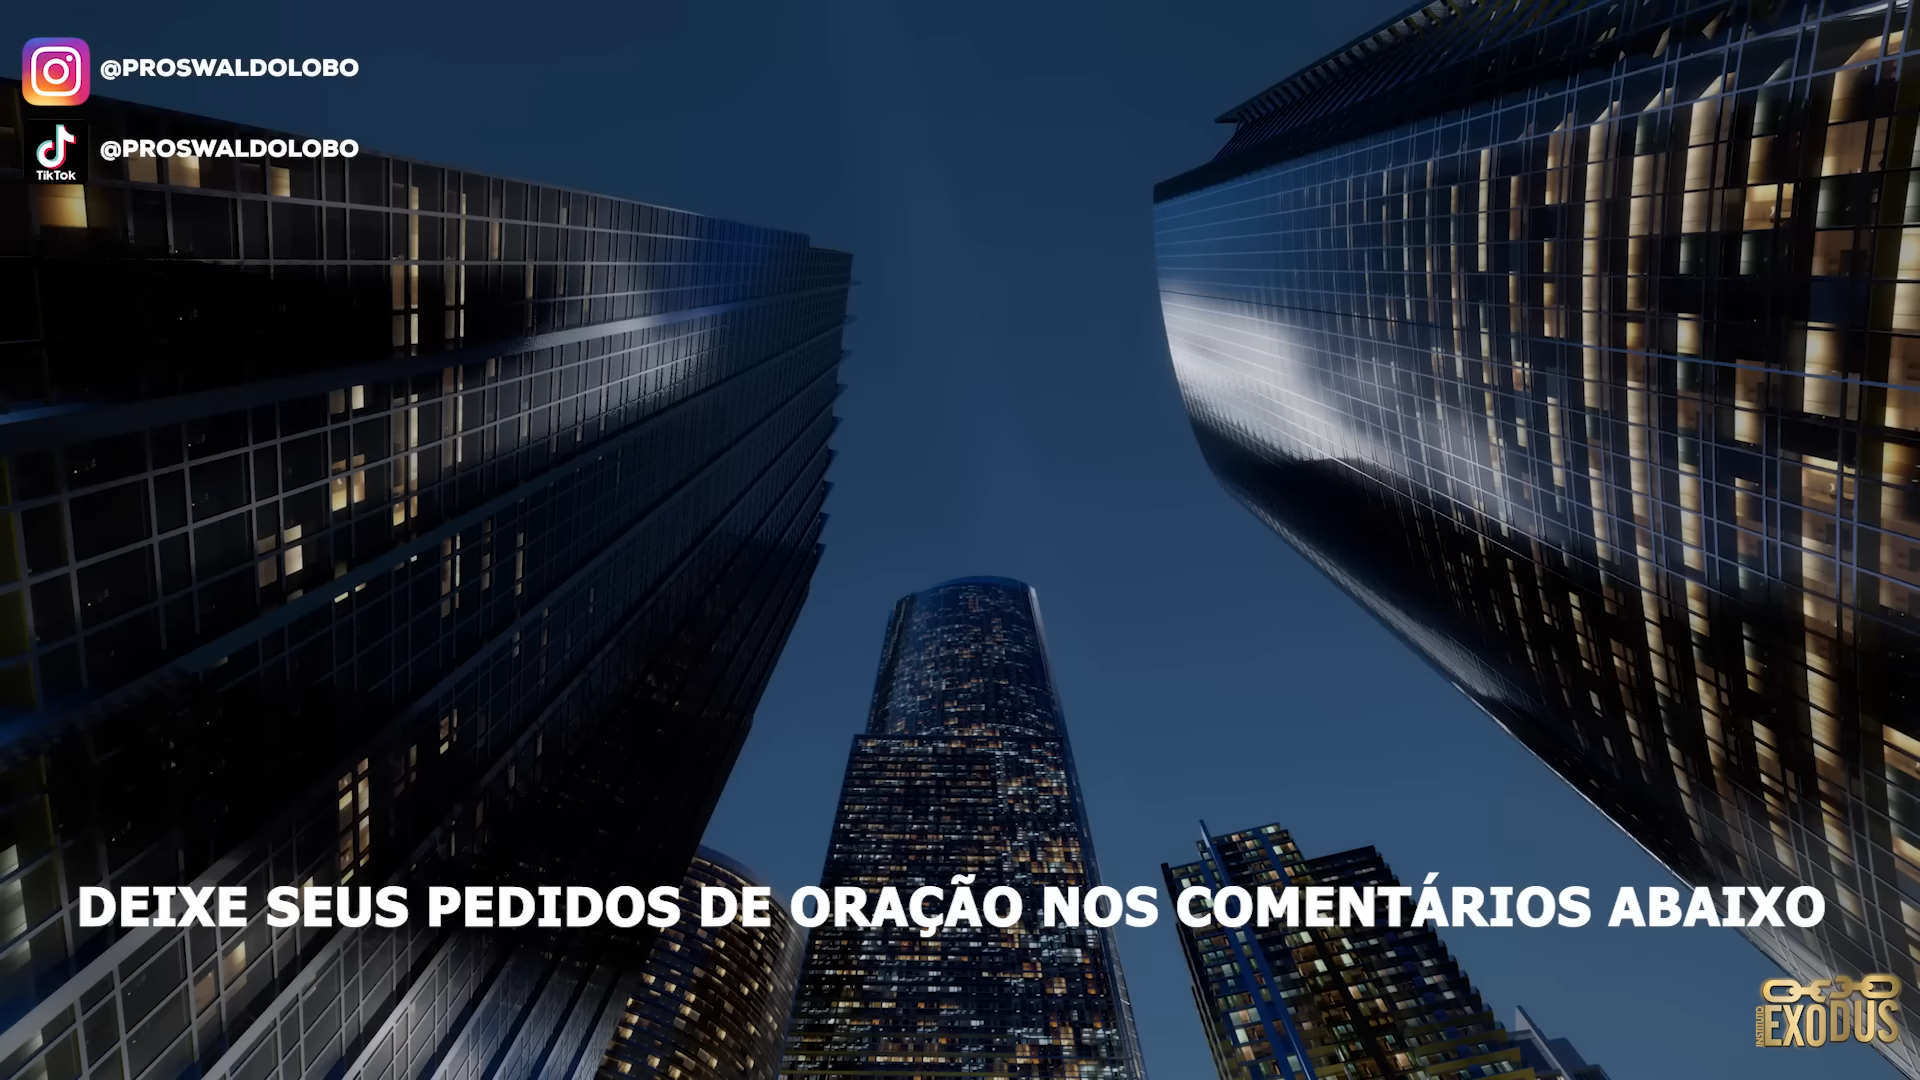 @PROSWALDOLOBO
TikTok
@PROSWALDOLOBO
DEIXE SEUS PEDIDOS DE ORAÇÃO NOS COMENTÁRIOS ABAIXO
INSTITUTO
EXODUS